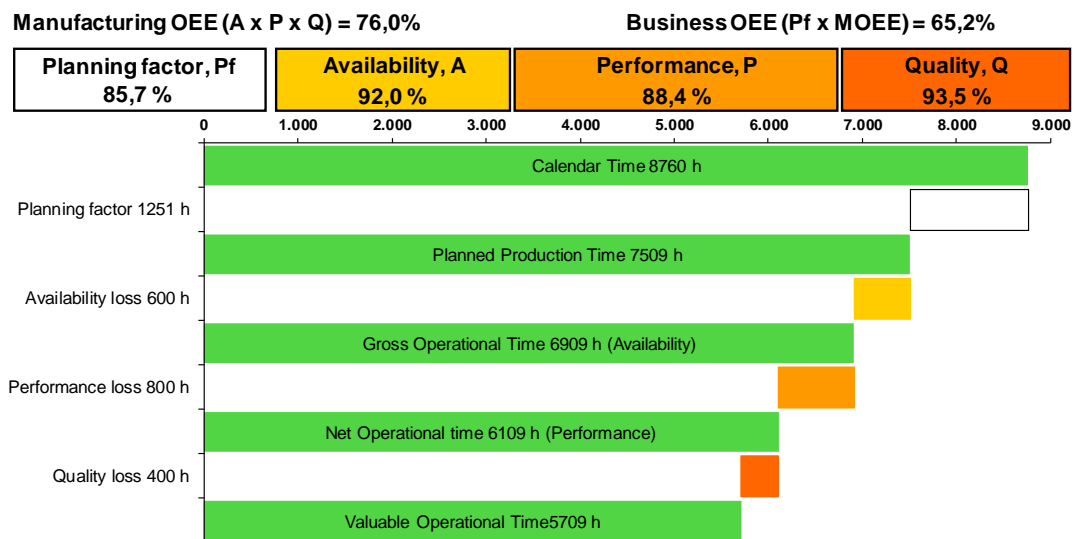 Manufacturing OEE (A x P x Q) = 76,0% Business OEE (Pf x MOEE) = 65,2%
Planning factor, Pf Availability, A Performance, P Quality, Q
85,7 % 92,0 % 88,4 % 93,5 %
0 1.000 2.000 3.000 4.000 5.000 6.000 7.000 8.000 9.000
Calendar Time 8760 h
Planning factor 1251 h
Planned Production Time 7509 h
Availability loss 600 h
Gross Operational Time 6909 h (Availability)
Performance loss 800 h
Net Operational time 6109 h (Performance)
Quality loss 400 h
Valuable Operational Time5709 h